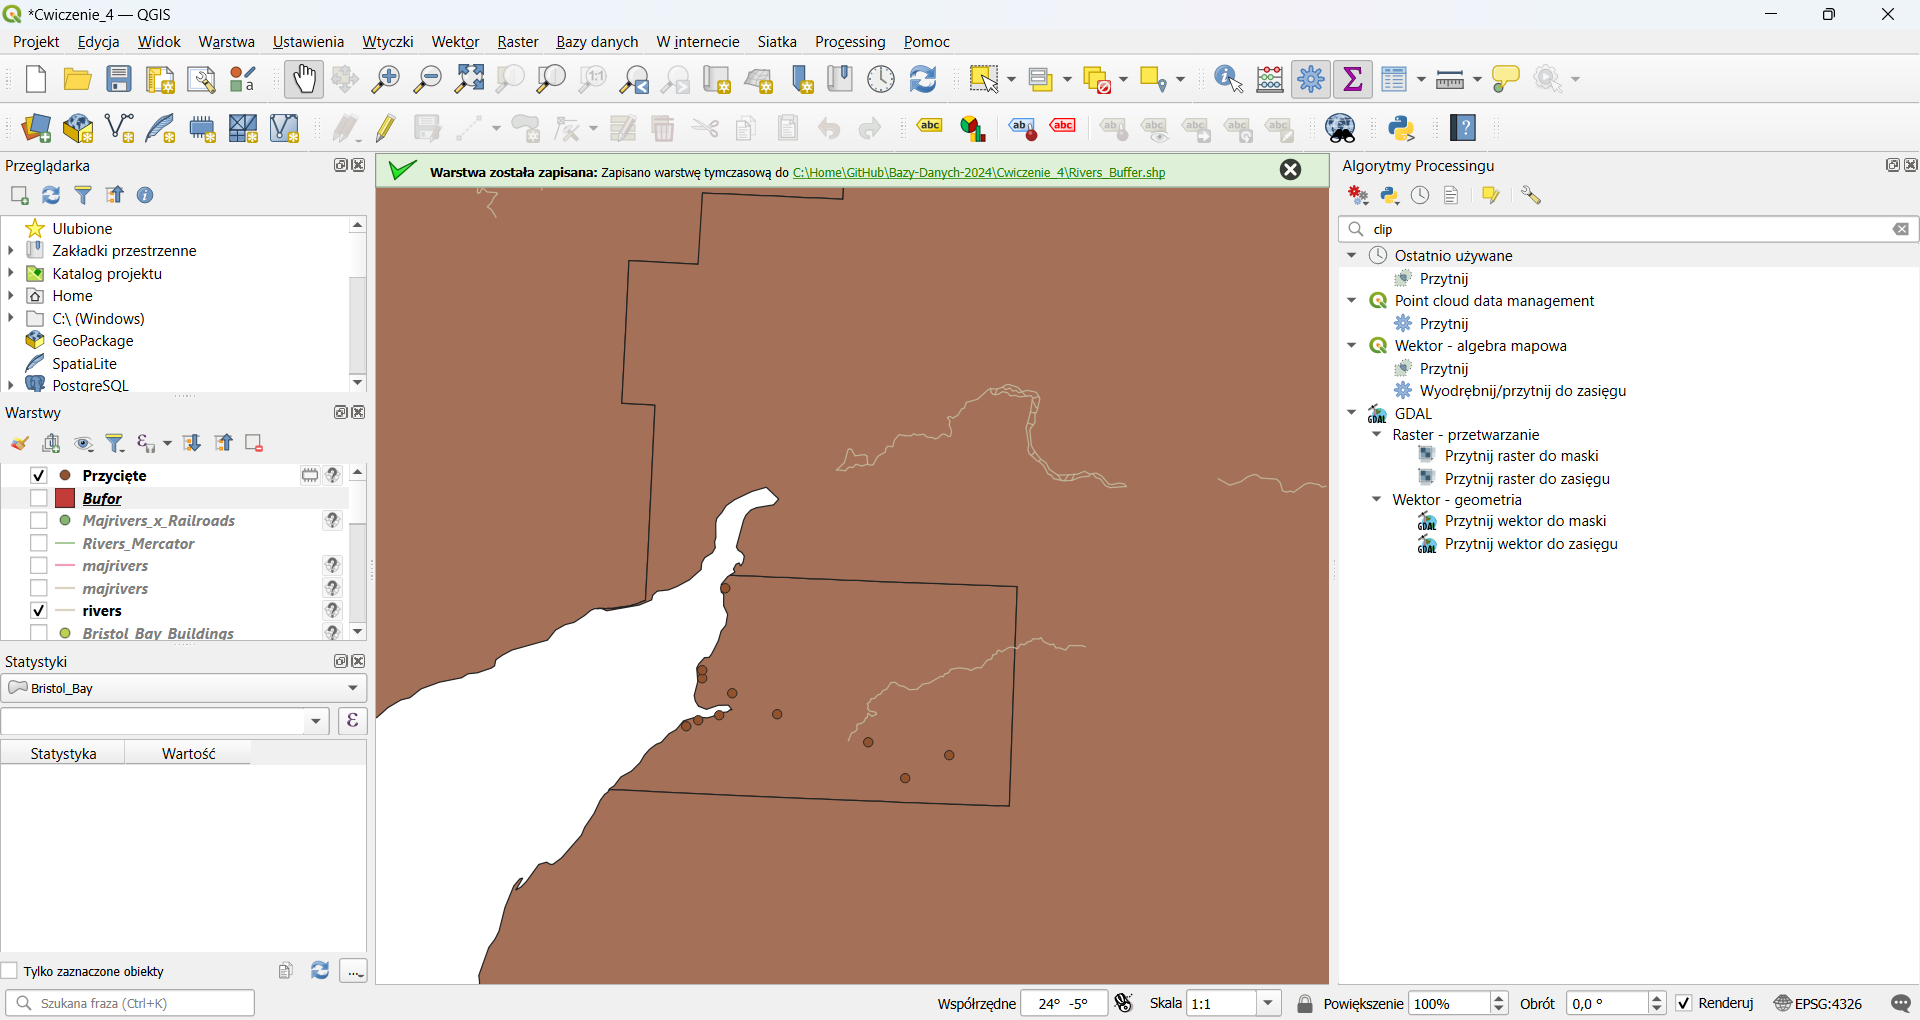 *Cwiczenie_4 — QGIS
Projekt Edycja Widok Warstwa Ustawienia Wtyczki Wektor Raster Bazy danych W internecie Siatka Processing Pomoc
Przeglądarka
Ulubione
Zakładki przestrzenne
Katalog projektu
Home
C:\ (Windows)
GeoPackage
SpatiaLite
PostgreSQL
Warstwy
Przycięte
Bufor
Majrivers_x_Railroads
Rivers_Mercator
majrivers
majrivers
rivers
Bristol_Bay_Buildings
Statystyki
Bristol_Bay
Statystyka Wartość
Tylko zaznaczone obiekty
Szukana fraza (Ctrl+K)
Warstwa została zapisana: Zapisano warstwę tymczasową do C:\Home\GitHub\Bazy-Danych-2024\Cwiczenie_4\Rivers_Buffer.shp
Algorytmy Processingu
clip
Ostatnio używane
Przytnij
Point cloud data management
Przytnij
Wektor - algebra mapowa
Przytnij
Wyodrębnij/przytnij do zasięgu
GDAL
Raster - przetwarzanie
Przytnij raster do maski
Przytnij raster do zasięgu
Wektor - geometria
Przytnij wektor do maski
Przytnij wektor do zasięgu
Współrzędne 24° -5° Skala 1:1 Powiększenie 100% Obrót 0,0 ° Renderuj EPSG:4326